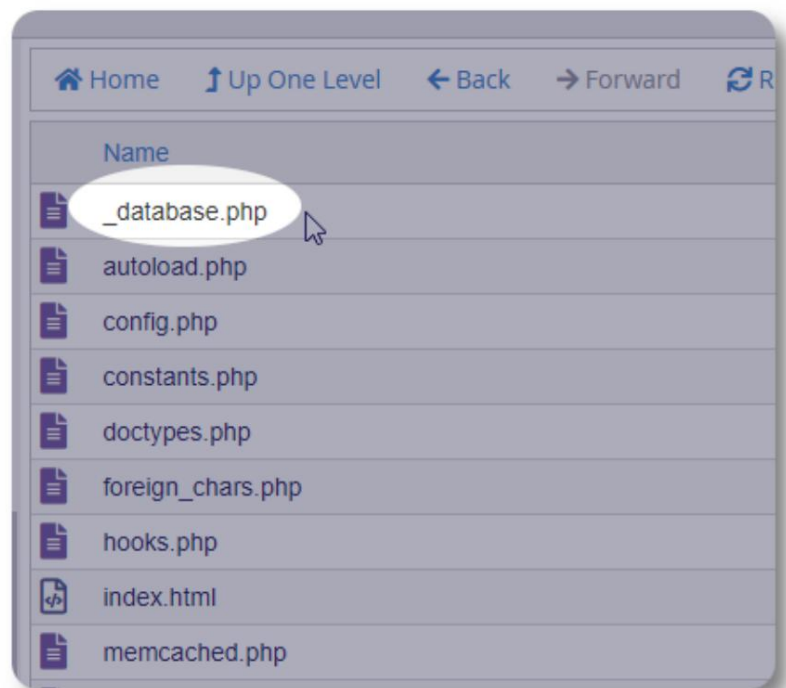 Home Up One Level Back Forward R
Name
_database.php
autoload.php
config.php
constants.php
doctypes.php
foreign_chars.php
hooks.php
index.html
memcached.php